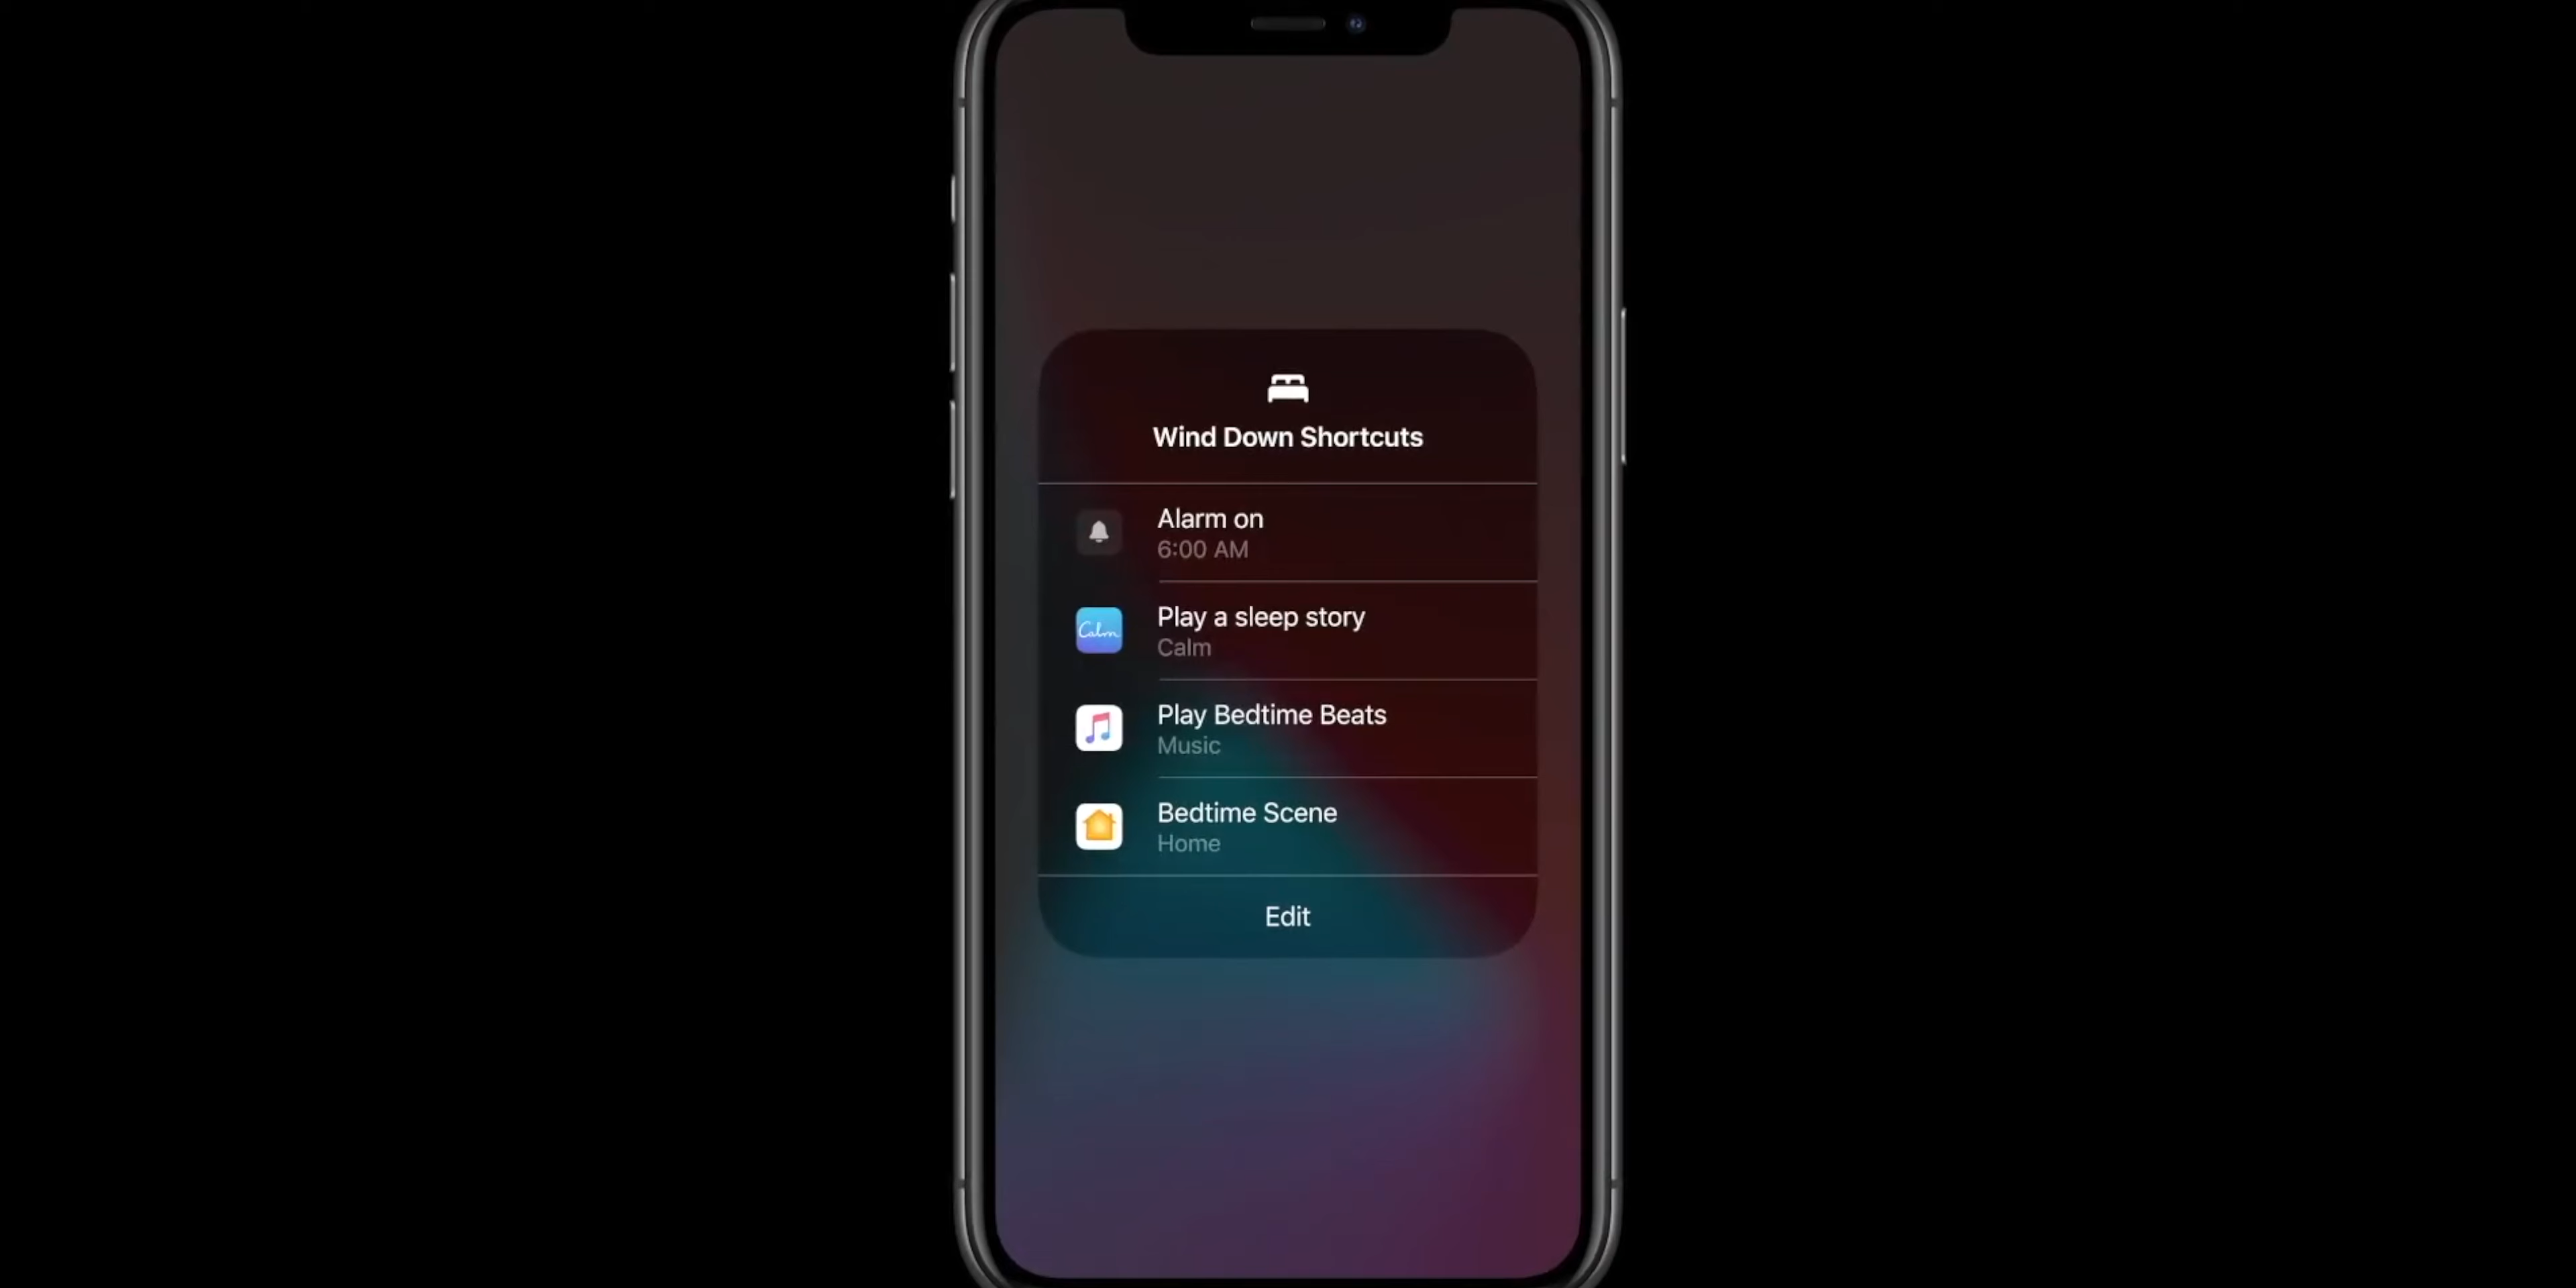 Wind Down Shortcuts
Alarm on
6:00 AM
Calm
Play a sleep story
Calm
Play Bedtime Beats
Music
Bedtime Scene
Home
Edit